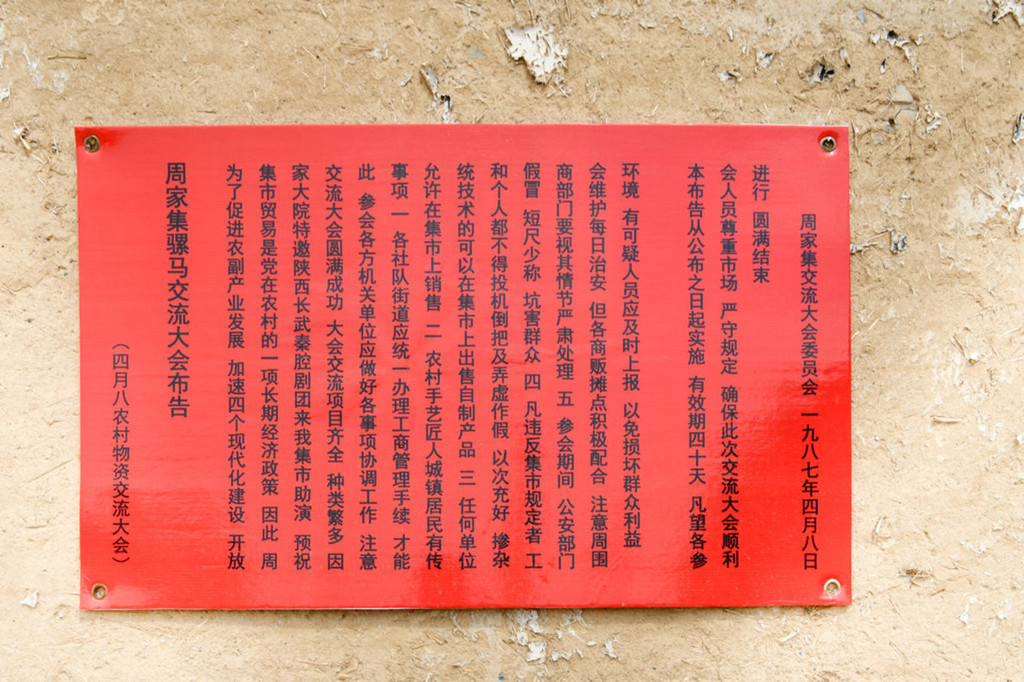 周家集骡马交流大会布告
（四月八农村物资交流大会）
为了促进农副产业发展 加速四个现代化建设 开放
集市贸易是党在农村的一项长期经济政策 因此 周
家大院特邀陕西长武秦腔剧团来我集市助演 预祝
交流大会圆满成功 大会交流项目齐全 种类繁多 因
此 参会各方机关单位应做好各事项协调工作 注意
事项 一 各社队街道应统一办理工商管理手续 才能
允许在集市上销售 二 农村手艺匠人城镇居民有传
统技术的可以在集市上出售自制产品 三 任何单位
和个人都不得投机倒把及弄虚作假 以次充好 掺杂
假冒 短尺少称 坑害群众 四 凡违反集市规定者 工
商部门要视其情节严肃处理 五 参会期间 公安部门
会维护每日治安 但各商贩摊点积极配合 注意周围
环境 有可疑人员应及时上报 以免损坏群众利益
本布告从公布之日起实施 有效期四十天 凡望各参
会人员尊重市场 严守规定 确保此次交流大会顺利
进行 圆满结束
周家集交流大会委员会 一九八七年四月八日